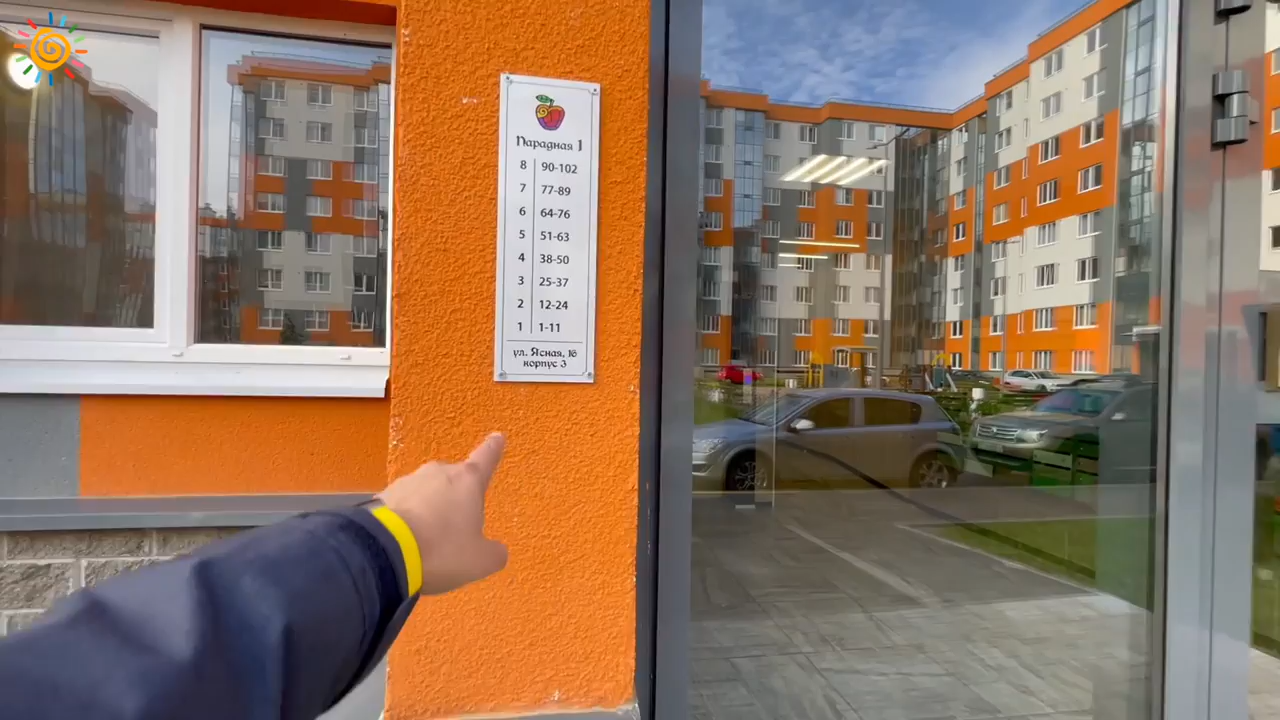 Парадная 1
8 90-102
7 77-89
6 64-76
5 51-63
4 38-50
3 25-37
2 12-24
1 1-11
ул. Ясная, 16
корпус 3